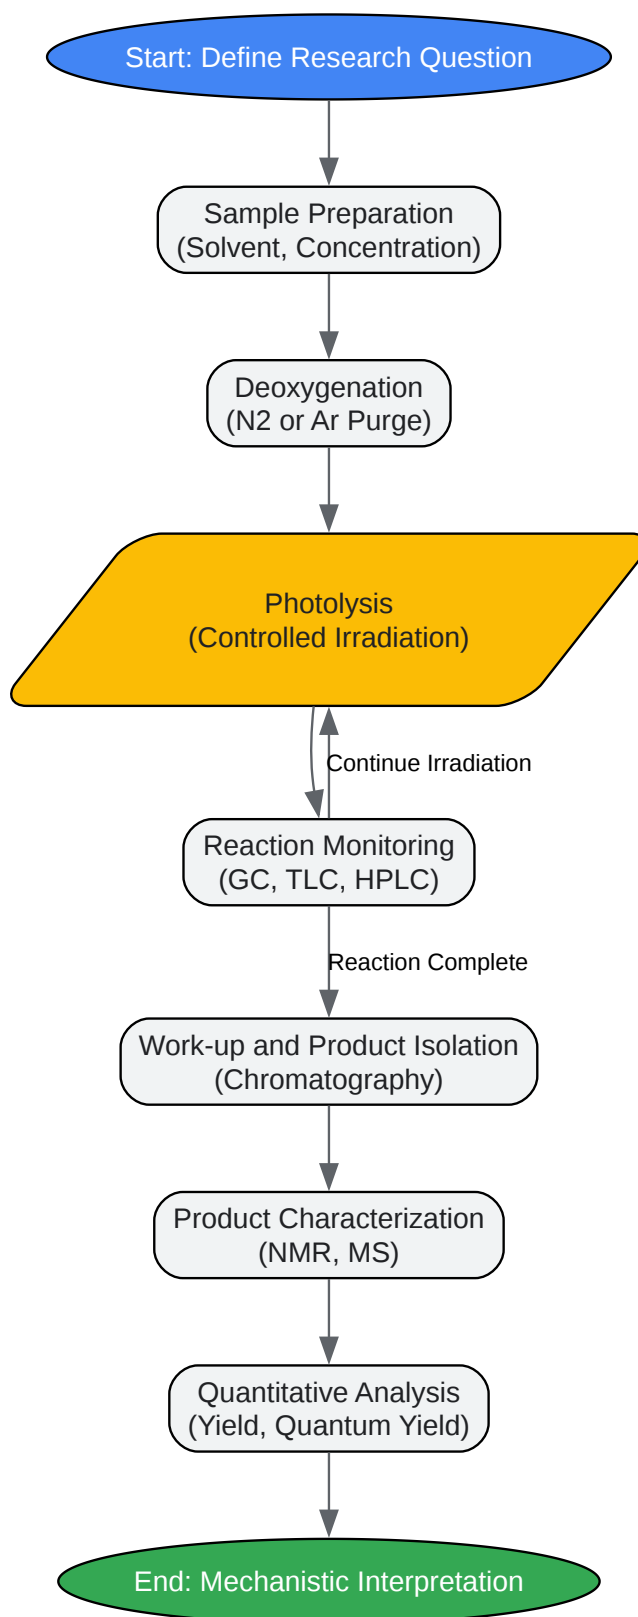 Start: Define Research Question
Sample Preparation
(Solvent, Concentration)
Deoxygenation
(N2 or Ar Purge)
Photolysis
(Controlled Irradiation)
Continue Irradiation
Reaction Monitoring
(GC, TLC, HPLC)
Reaction Complete
Work-up and Product Isolation
(Chromatography)
Product Characterization
(NMR, MS)
Quantitative Analysis
(Yield, Quantum Yield)
End: Mechanistic Interpretation